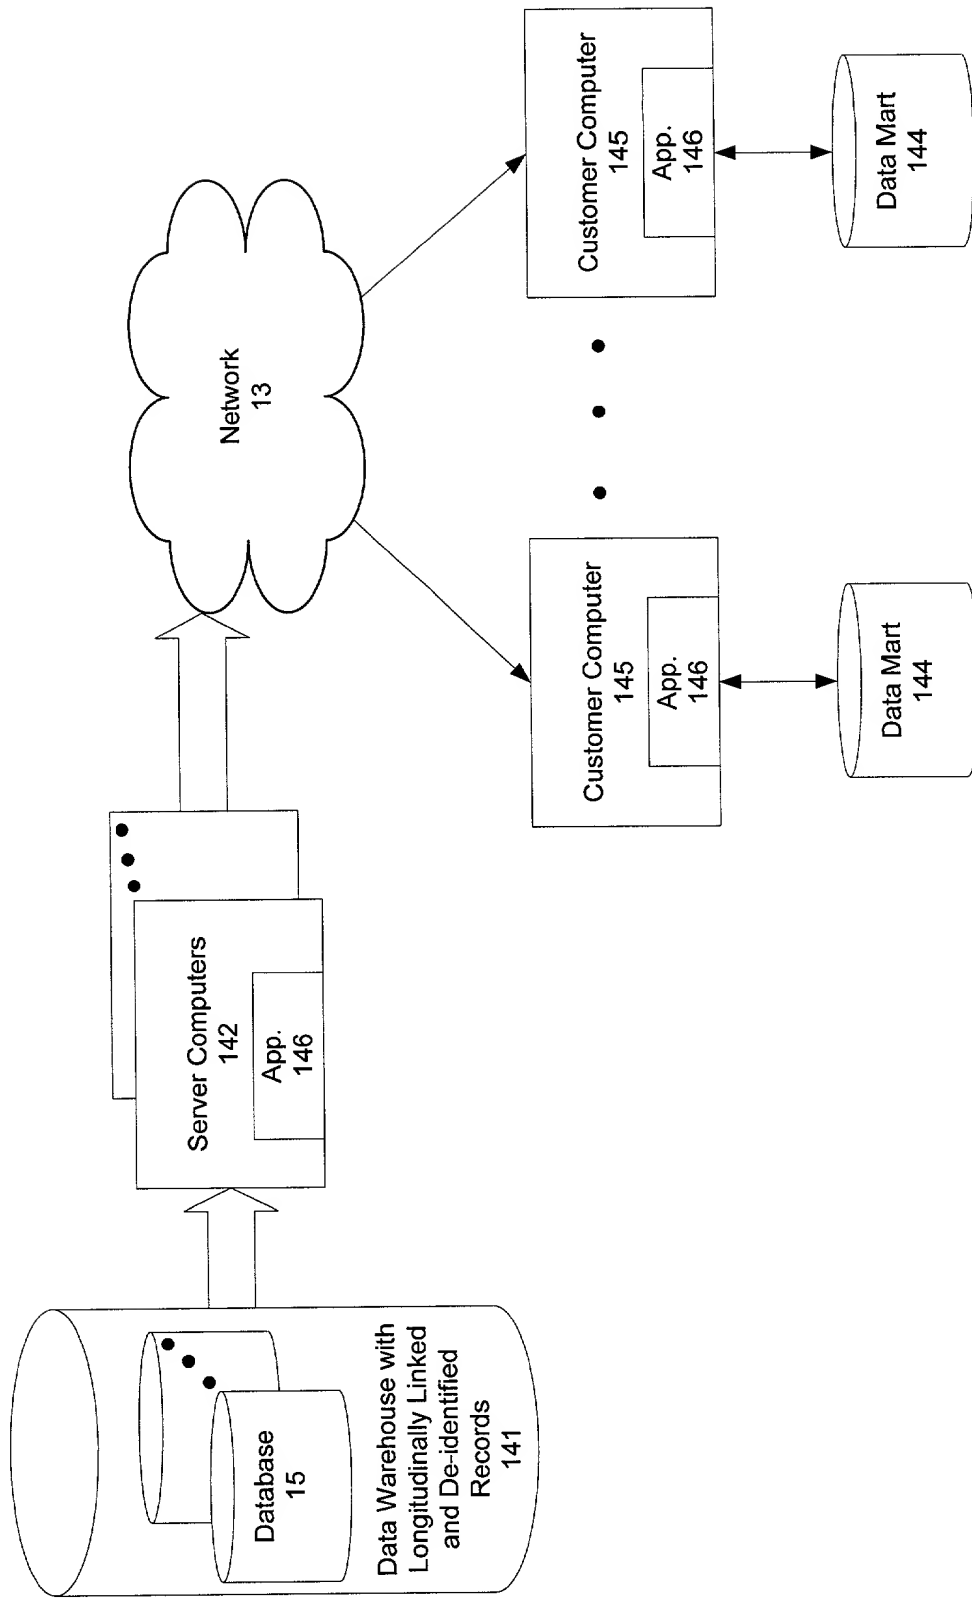 Database
15
Data Warehouse with
Longitudinally Linked
and De-identified
Records
141
Server Computers
142
App.
146
Network
13
Customer Computer
145
App.
146
Data Mart
144
Customer Computer
145
App.
146
Data Mart
144